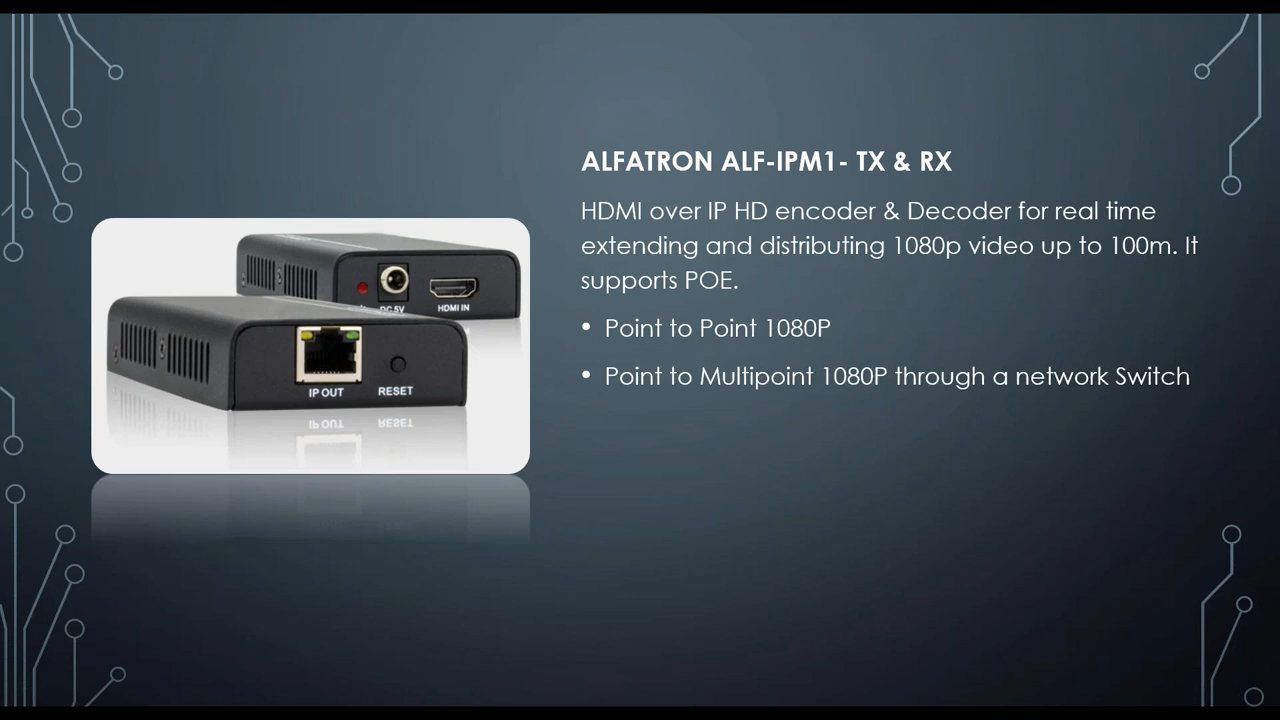 ALFATRON ALF-IPM1- TX & RX
HDMI over IP HD encoder & Decoder for real time
extending and distributing 1080p video up to 100m. It
supports POE.
• Point to Point 1080P
• Point to Multipoint 1080P through a network Switch
DC 5V
HDMI IN
IP OUT
RESET